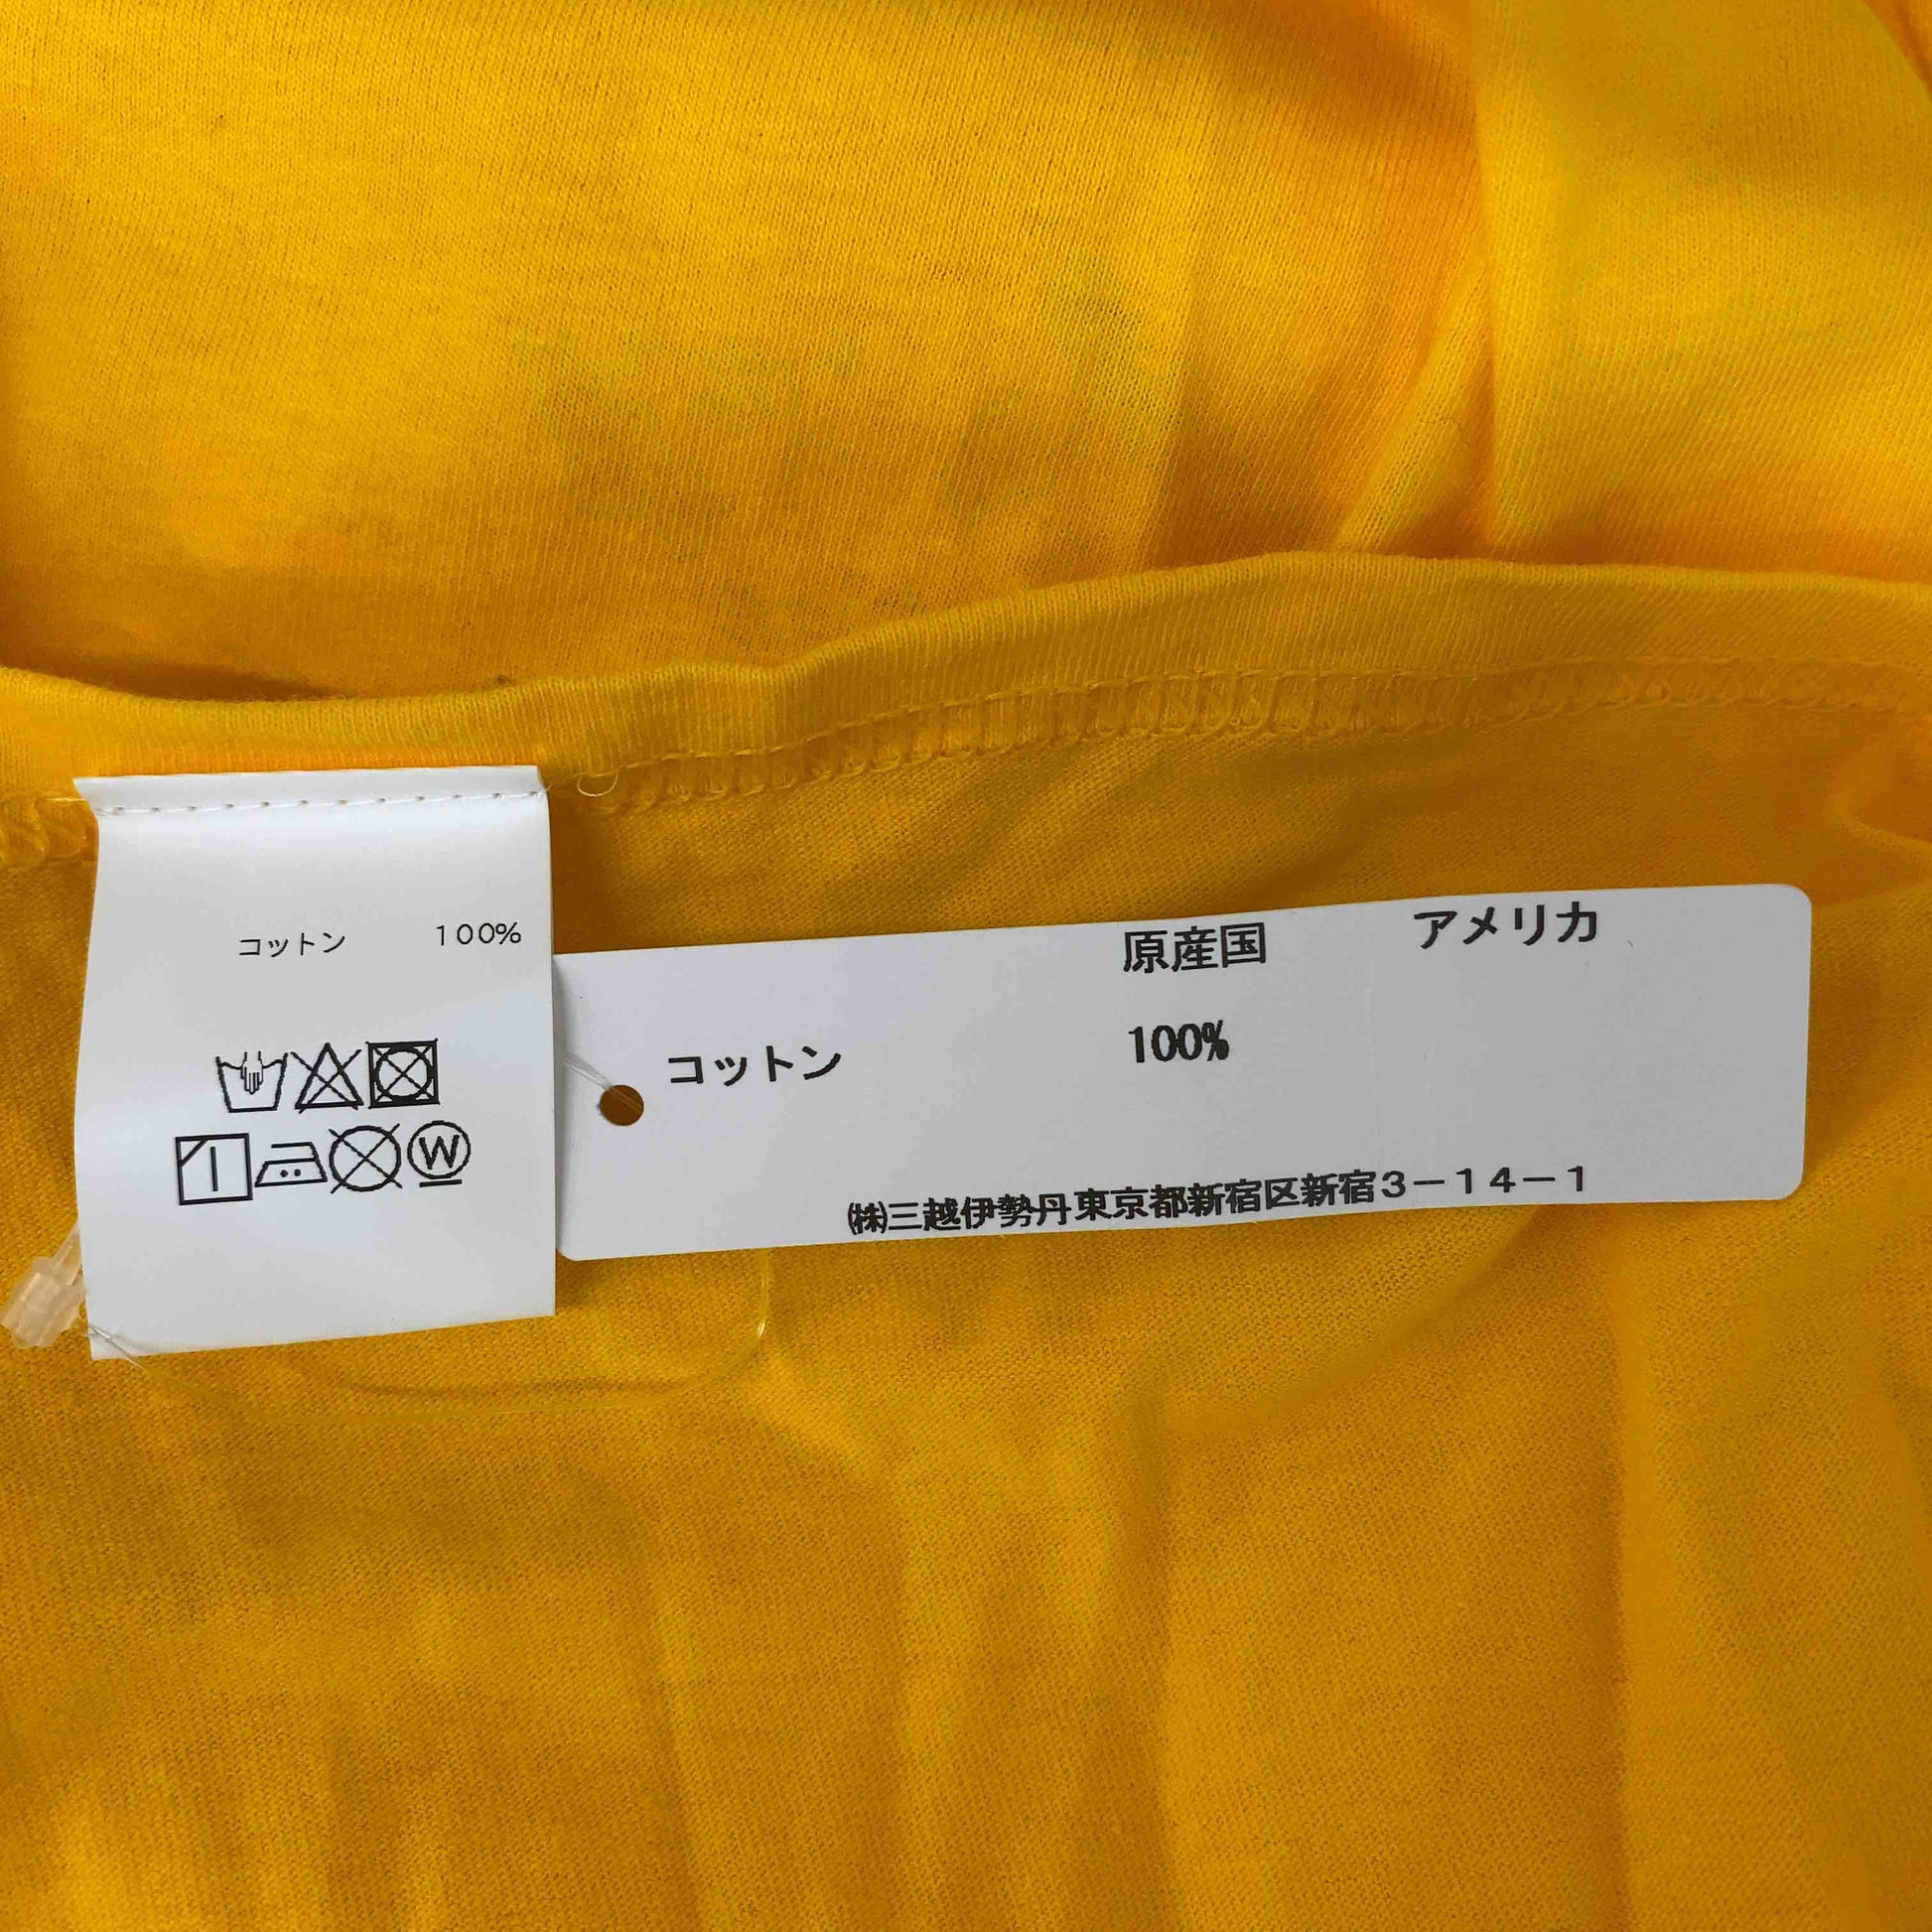 コットン 100%
W
原産国 アメリカ
コットン 100%
㈱三越伊勢丹東京都新宿区新宿3−14−1